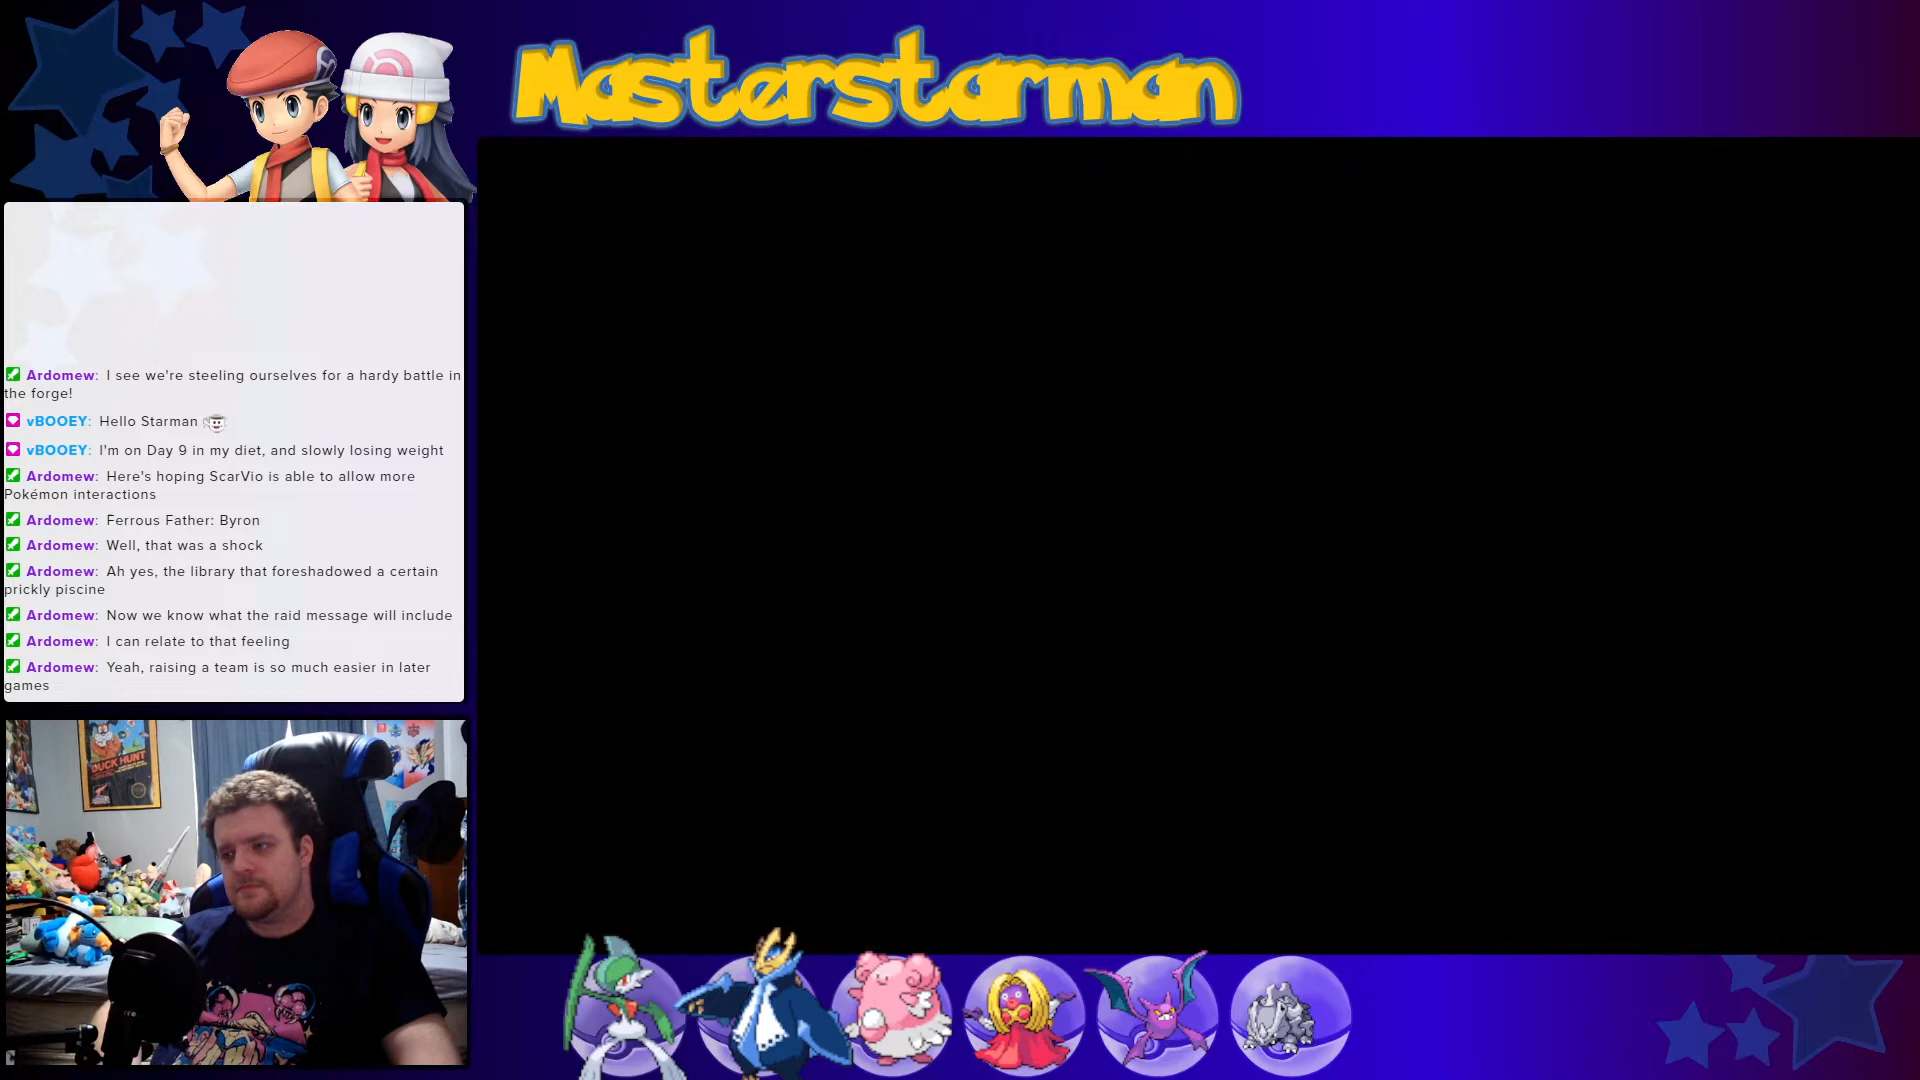 Masterstarman
Ardomew: I see we're steeling ourselves for a hardy battle in
the forge!
vBOOEY: Hello Starman
vBOOEY: I'm on Day 9 in my diet, and slowly losing weight
Ardomew: Here's hoping ScarVio is able to allow more
Pokémon interactions
Ardomew: Ferrous Father: Byron
Ardomew: Well, that was a shock
Ardomew: Ah yes, the library that foreshadowed a certain
prickly piscine
Ardomew: Now we know what the raid message will include
Ardomew: I can relate to that feeling
Ardomew: Yeah, raising a team is so much easier in later
games
DUCK HUNT